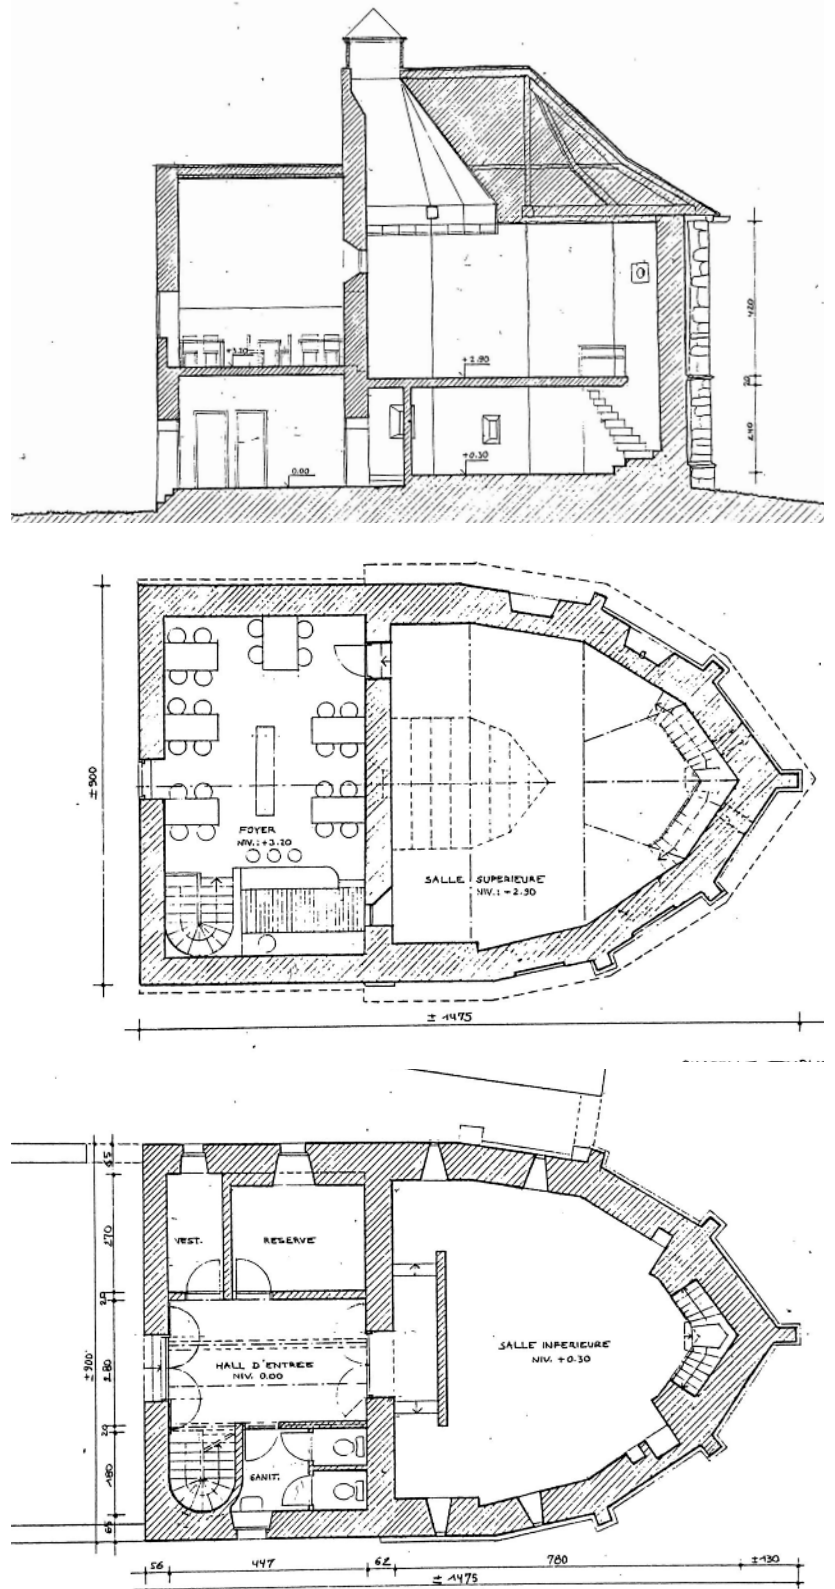 +3.20
+2.90
0.00
+0.30
420
20
240
± 900
FOYER
NIV.: +3.20
SALLE SUPERIEURE
NIV.: +2.90
± 1475
VEST.
RESERVE
HALL D'ENTREE
NIV. 0.00
SALLE INFERIEURE
NIV. +0.30
SANIT.
65
270
20
280
20
180
65
±900
56
447
62
780
±130
± 1475